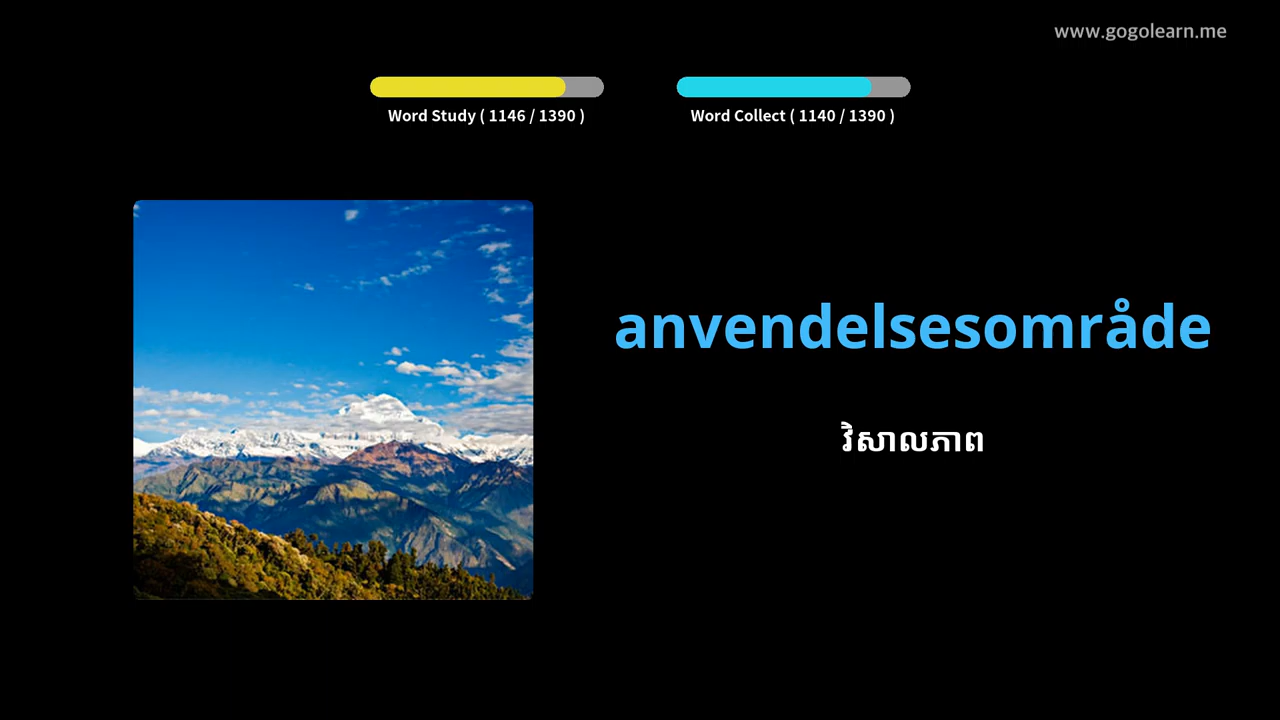 www.gogolearn.me
Word Study ( 1146 / 1390 )
Word Collect ( 1140 / 1390 )
anvendelsesområde
វិសាលភាព